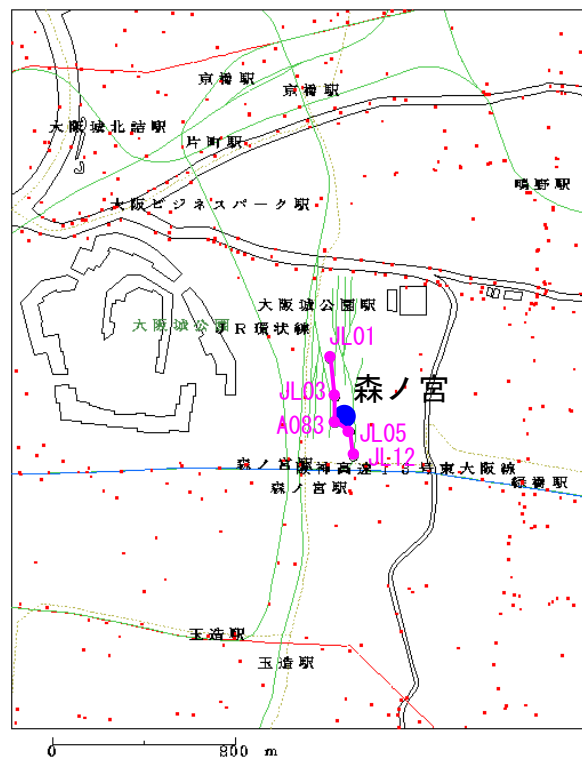 京橋駅
京橋駅
大阪城北詰駅
片町駅
鴫野駅
大阪ビジネスパーク駅
大阪城公園駅
大阪城公園
JR環状線
JL01
森ノ宮
JL03
A083
JL05
JL12
森ノ宮駅
阪神高速16号東大阪線
森ノ宮駅
緑橋駅
玉造駅
玉造駅
0
800 m